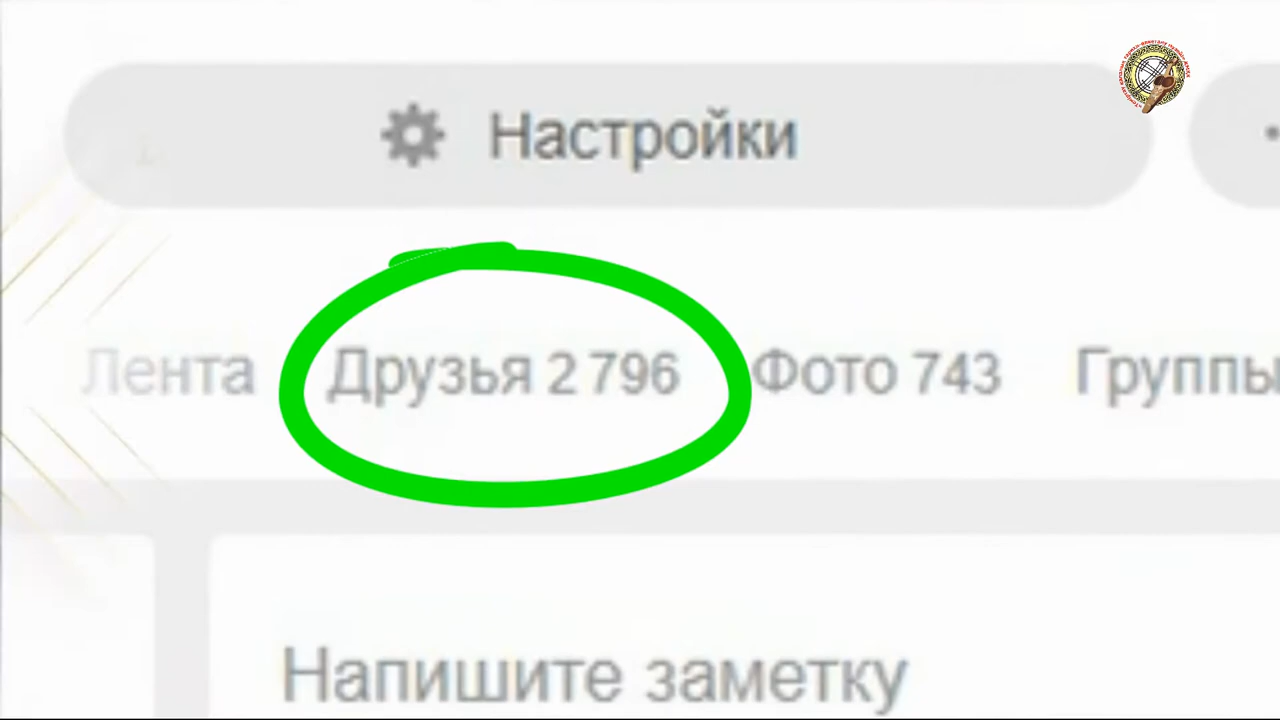 Настройки
Лента Друзья 2 796 Фото 743 Группы
Напишите заметку